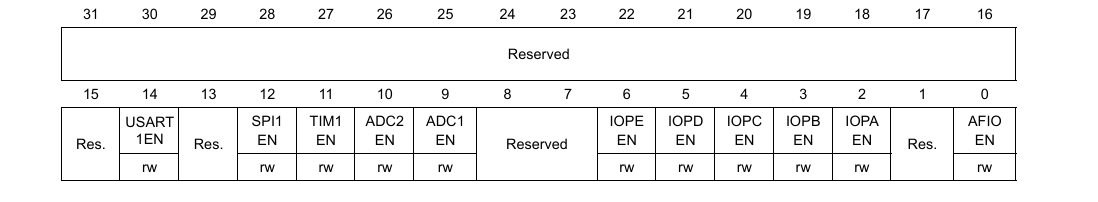 31 30 29 28 27 26 25 24 23 22 21 20 19 18 17 16
Reserved
15 14 13 12 11 10 9 8 7 6 5 4 3 2 1 0
Res. USART 1EN Res. SPI1 EN TIM1 EN ADC2 EN ADC1 EN Reserved IOPE EN IOPD EN IOPC EN IOPB EN IOPA EN Res. AFIO EN
rw rw rw rw rw rw rw rw rw rw rw